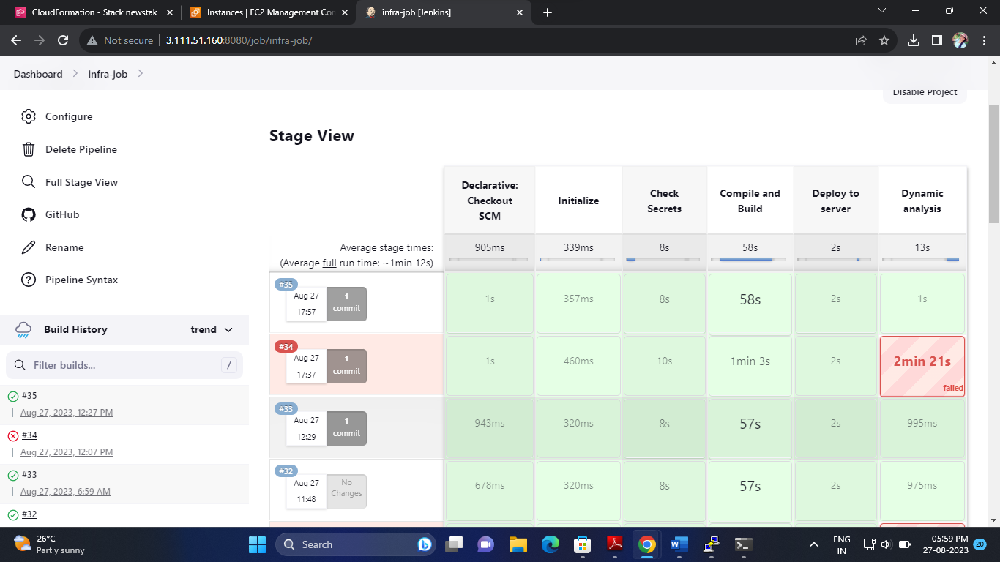 CloudFormation - Stack newstak
Instances | EC2 Management Con
infra-job [Jenkins]
Not secure
3.111.51.160:8080/job/infra-job/
Dashboard
infra-job
Disable Project
Configure
Delete Pipeline
Full Stage View
GitHub
Rename
Pipeline Syntax
Build History
trend
Filter builds...
/
#35
Aug 27, 2023, 12:27 PM
#34
Aug 27, 2023, 12:07 PM
#33
Aug 27, 2023, 6:59 AM
#32
Stage View
Declarative:
Checkout
SCM
Initialize
Check
Secrets
Compile and
Build
Deploy to
server
Dynamic
analysis
Average stage times:
(Average full run time: ~1min 12s)
905ms
339ms
8s
58s
2s
13s
#35
Aug 27
17:57
1
commit
1s
357ms
8s
58s
2s
1s
#34
Aug 27
17:37
1
commit
1s
460ms
10s
1min 3s
2s
2min 21s
failed
#33
Aug 27
12:29
1
commit
943ms
320ms
8s
57s
2s
995ms
#32
Aug 27
11:48
No
Changes
678ms
320ms
8s
57s
2s
975ms
26°C
Partly sunny
Search
ENG
IN
05:59 PM
27-08-2023
20